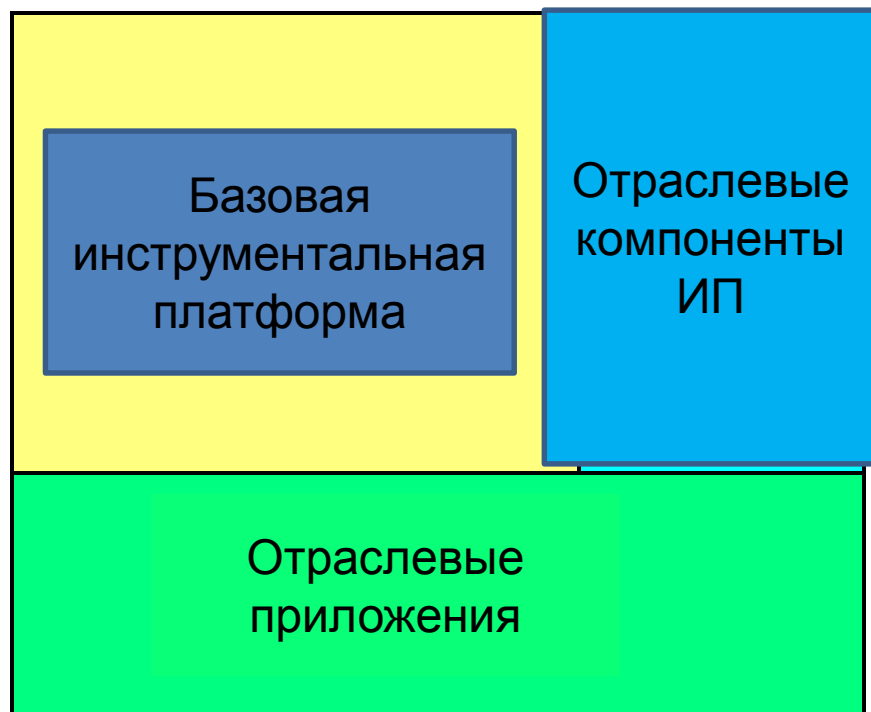 Базовая
инструментальная
платформа
Отраслевые
компоненты
ИП
Отраслевые
приложения